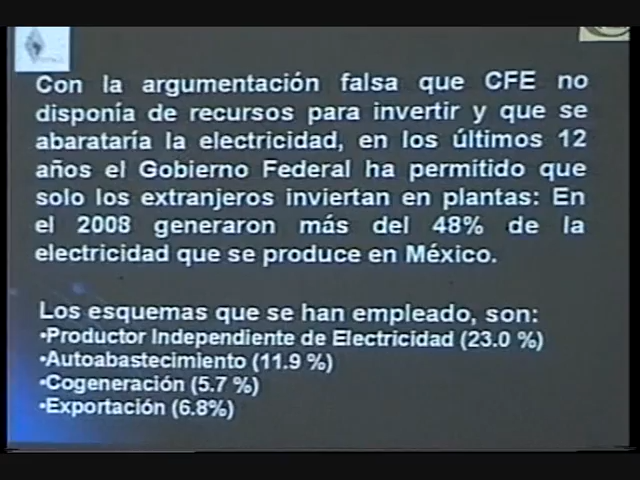 Con la argumentación falsa que CFE no
disponía de recursos para invertir y que se
abarataría la electricidad, en los últimos 12
años el Gobierno Federal ha permitido que
solo los extranjeros inviertan en plantas: En
el 2008 generaron más del 48% de la
electricidad que se produce en México.
Los esquemas que se han empleado, son:
•Productor Independiente de Electricidad (23.0 %)
•Autoabastecimiento (11.9 %)
•Cogeneración (5.7 %)
•Exportación (6.8%)